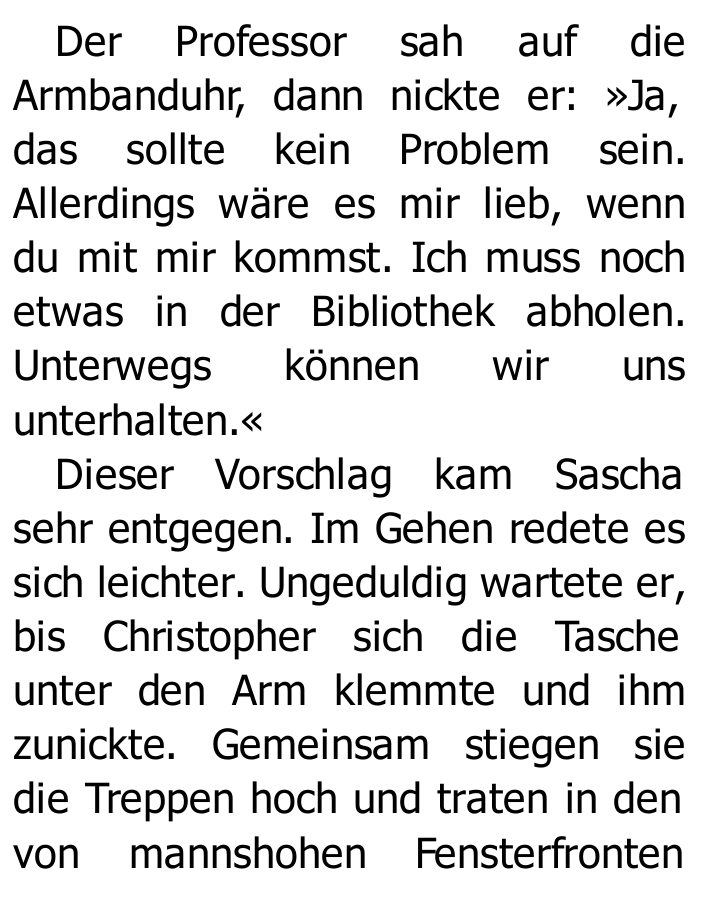 Der Professor sah auf die
Armbanduhr, dann nickte er: »Ja,
das sollte kein Problem sein.
Allerdings wäre es mir lieb, wenn
du mit mir kommst. Ich muss noch
etwas in der Bibliothek abholen.
Unterwegs können wir uns
unterhalten.«
Dieser Vorschlag kam Sascha
sehr entgegen. Im Gehen redete es
sich leichter. Ungeduldig wartete er,
bis Christopher sich die Tasche
unter den Arm klemmte und ihm
zunickte. Gemeinsam stiegen sie
die Treppen hoch und traten in den
von mannshohen Fensterfronten